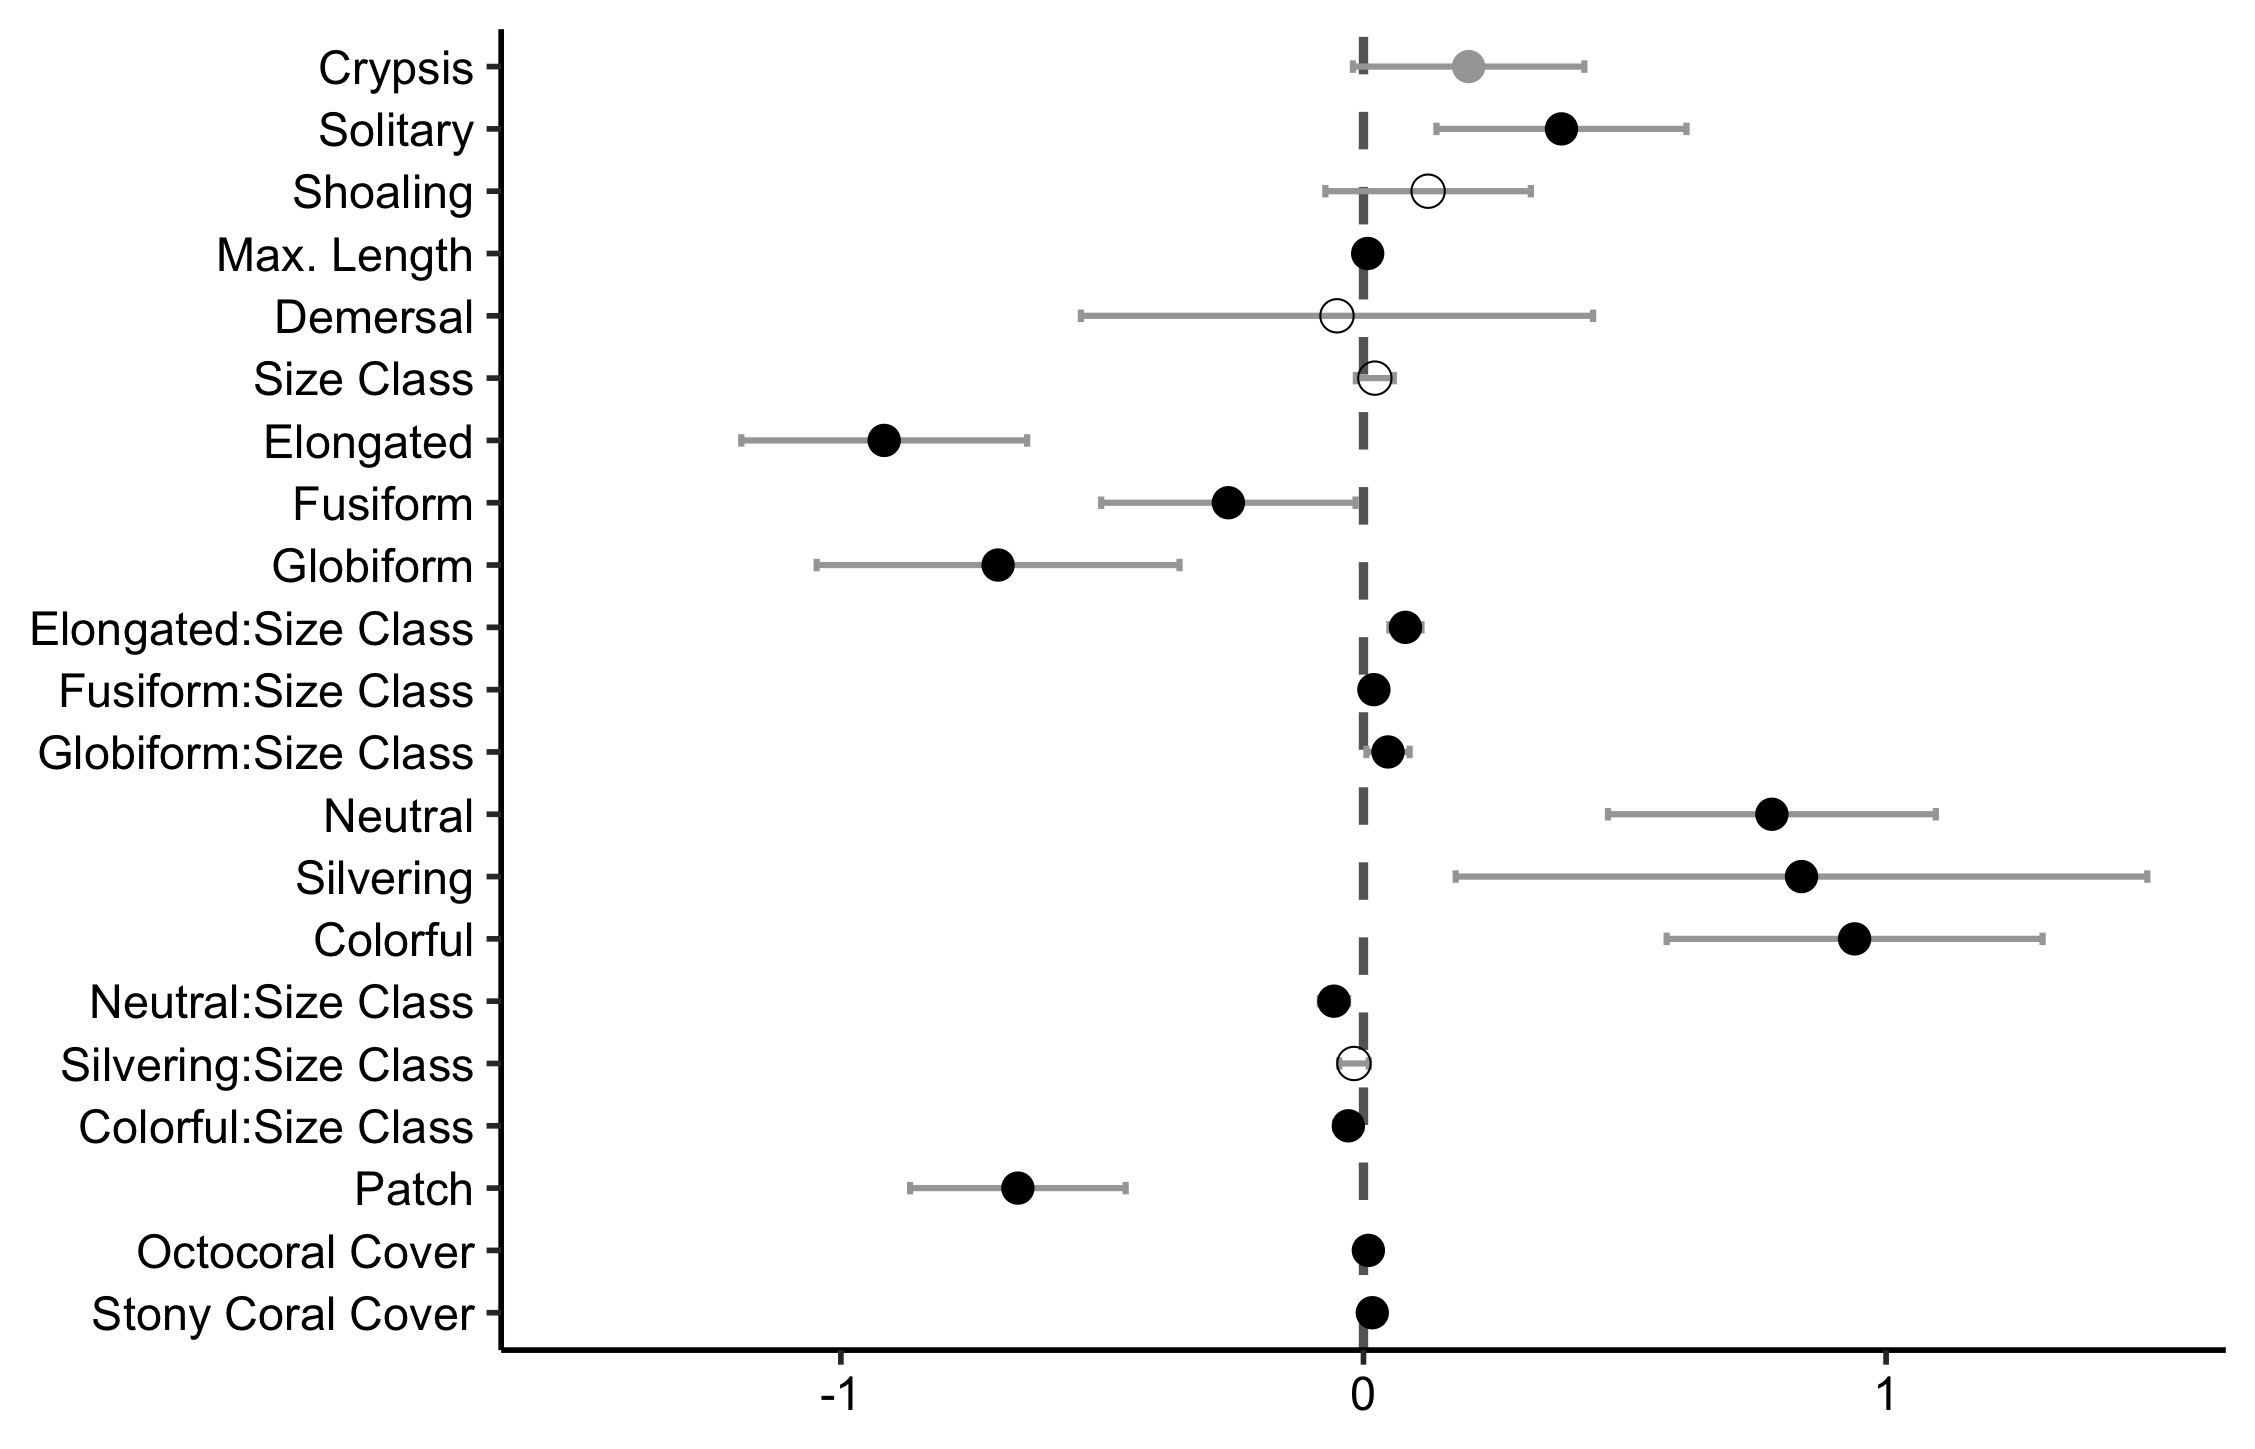 Crypsis
Solitary
Shoaling
Max. Length
Demersal
Size Class
Elongated
Fusiform
Globiform
Elongated:Size Class
Fusiform:Size Class
Globiform:Size Class
Neutral
Silvering
Colorful
Neutral:Size Class
Silvering:Size Class
Colorful:Size Class
Patch
Octocoral Cover
Stony Coral Cover
-1 0 1